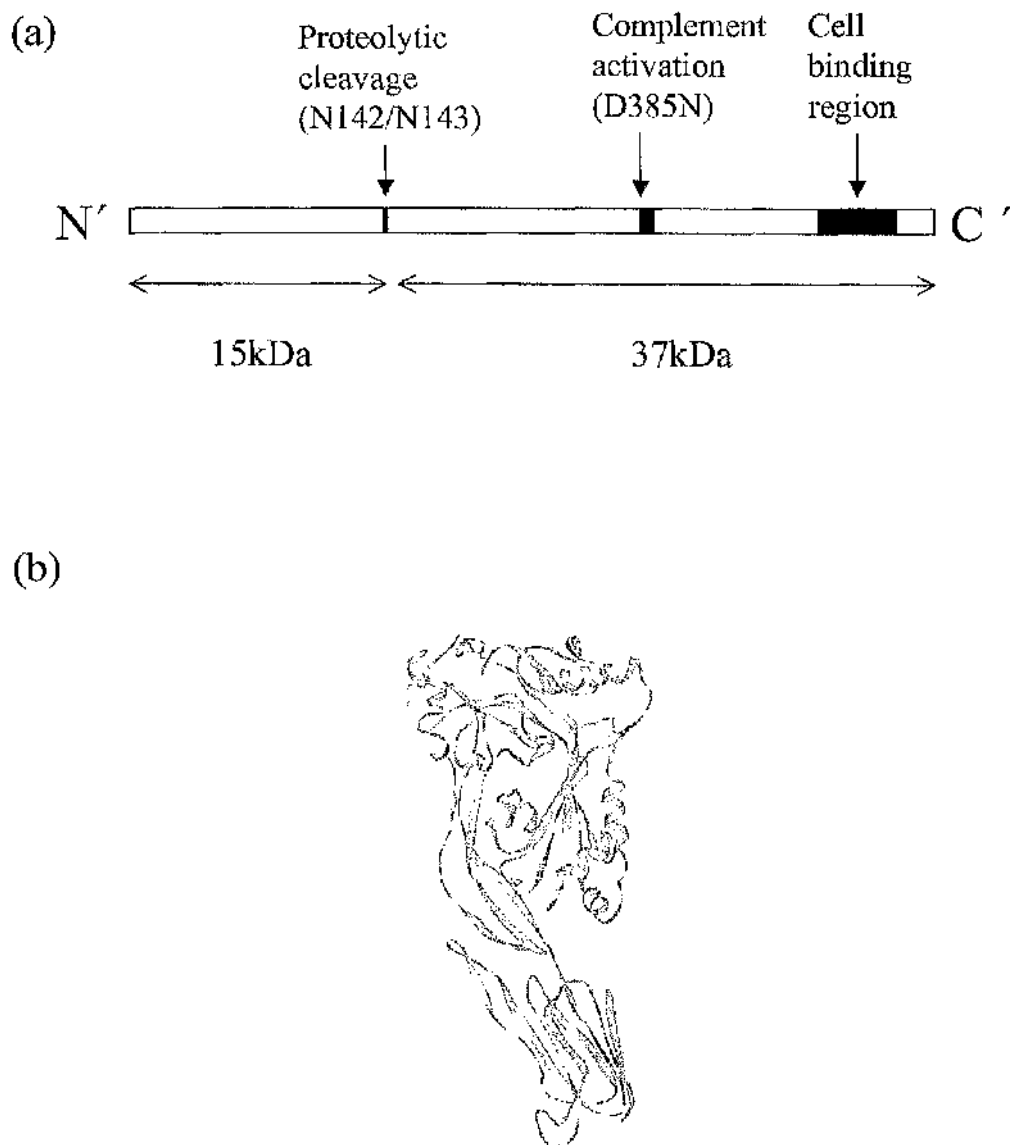 (a)
Proteolytic
cleavage
(N142/N143)
Complement
activation
(D385N)
Cell
binding
region
N´
C ´
15kDa
37kDa
(b)